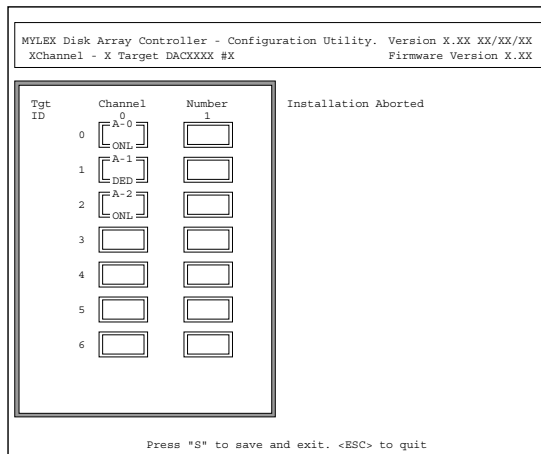 MYLEX Disk Array Controller - Configuration Utility. Version X.XX XX/XX/XX
XChannel - X Target DACXXXX #X Firmware Version X.XX
Tgt Channel Number Installation Aborted
ID 0 1
A-0
0
ONL
A-1
1
DED
A-2
2
ONL
3
4
5
6
Press "S" to save and exit. <ESC> to quit